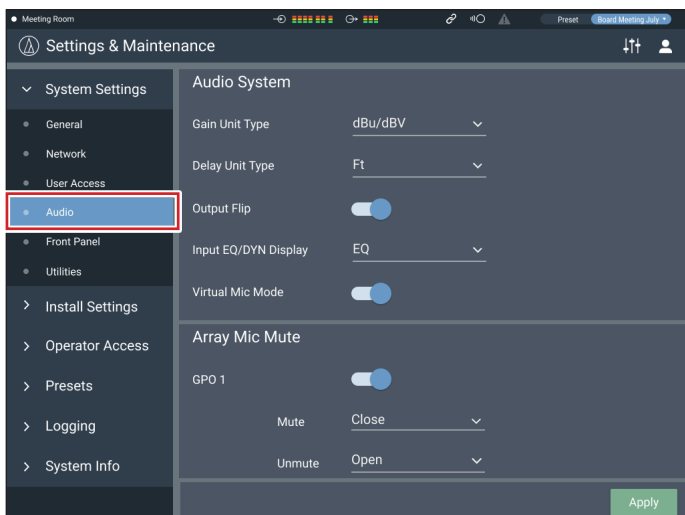 Meeting Room
Preset
Board Meeting July
Settings & Maintenance
System Settings
General
Network
User Access
Audio
Front Panel
Utilities
Install Settings
Operator Access
Presets
Logging
System Info
Audio System
Gain Unit Type dBu/dBV
Delay Unit Type Ft
Output Flip
Input EQ/DYN Display EQ
Virtual Mic Mode
Array Mic Mute
GPO 1
Mute Close
Unmute Open
Apply